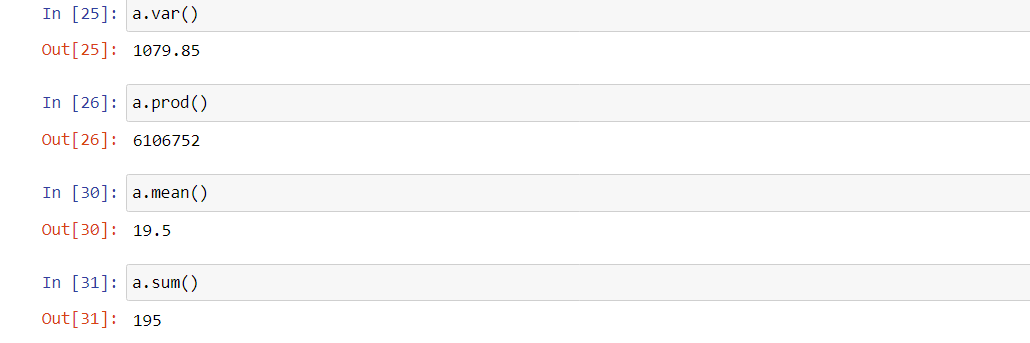 In [25]: a.var()
Out[25]: 1079.85
In [26]: a.prod()
Out[26]: 6106752
In [30]: a.mean()
Out[30]: 19.5
In [31]: a.sum()
Out[31]: 195